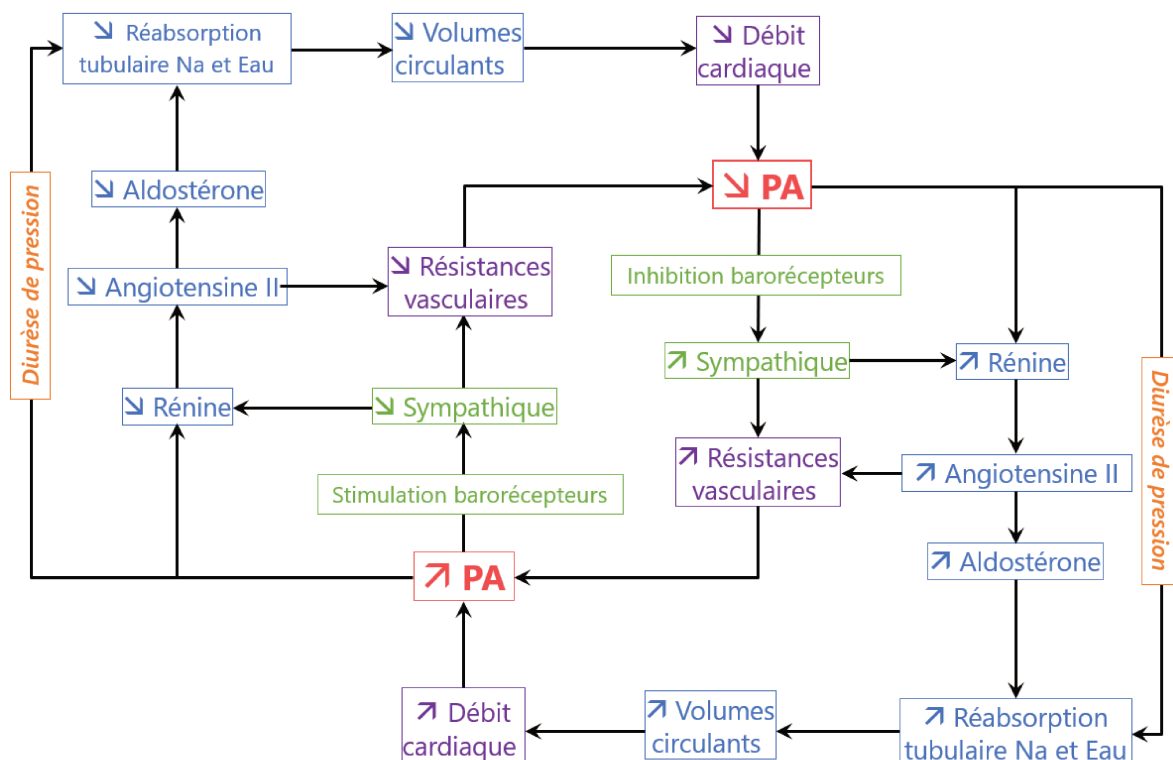 ↘ Réabsorption
tubulaire Na et Eau
↘ Volumes
circulants
↘ Débit
cardiaque
↘ PA
↘ Aldostérone
Diurèse de pression
↘ Angiotensine II
↘ Résistances
vasculaires
Inhibition barorécepteurs
↗ Sympathique
↗ Rénine
Diurèse de pression
↘ Rénine
↘ Sympathique
↗ Résistances
vasculaires
↗ Angiotensine II
Stimulation barorécepteurs
↗ Aldostérone
↗ PA
↗ Débit
cardiaque
↗ Volumes
circulants
↗ Réabsorption
tubulaire Na et Eau